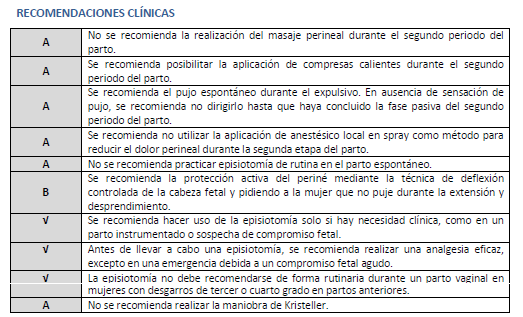 RECOMENDACIONES CLÍNICAS
A
No se recomienda la realización del masaje perineal durante el segundo periodo del
parto.
A
Se recomienda posibilitar la aplicación de compresas calientes durante el segundo
periodo del parto.
A
Se recomienda el pujo espontáneo durante el expulsivo. En ausencia de sensación de
pujo, se recomienda no dirigirlo hasta que haya concluido la fase pasiva del segundo
periodo del parto.
A
Se recomienda no utilizar la aplicación de anestésico local en spray como método para
reducir el dolor perineal durante la segunda etapa del parto.
A
No se recomienda practicar episiotomía de rutina en el parto espontáneo.
B
Se recomienda la protección activa del periné mediante la técnica de deflexión
controlada de la cabeza fetal y pidiendo a la mujer que no puje durante la extensión y
desprendimiento.
√
Se recomienda hacer uso de la episiotomía solo si hay necesidad clínica, como en un
parto instrumentado o sospecha de compromiso fetal.
√
Antes de llevar a cabo una episiotomía, se recomienda realizar una analgesia eficaz,
excepto en una emergencia debida a un compromiso fetal agudo.
√
La episiotomía no debe recomendarse de forma rutinaria durante un parto vaginal en
mujeres con desgarros de tercer o cuarto grado en partos anteriores.
A
No se recomienda realizar la maniobra de Kristeller.